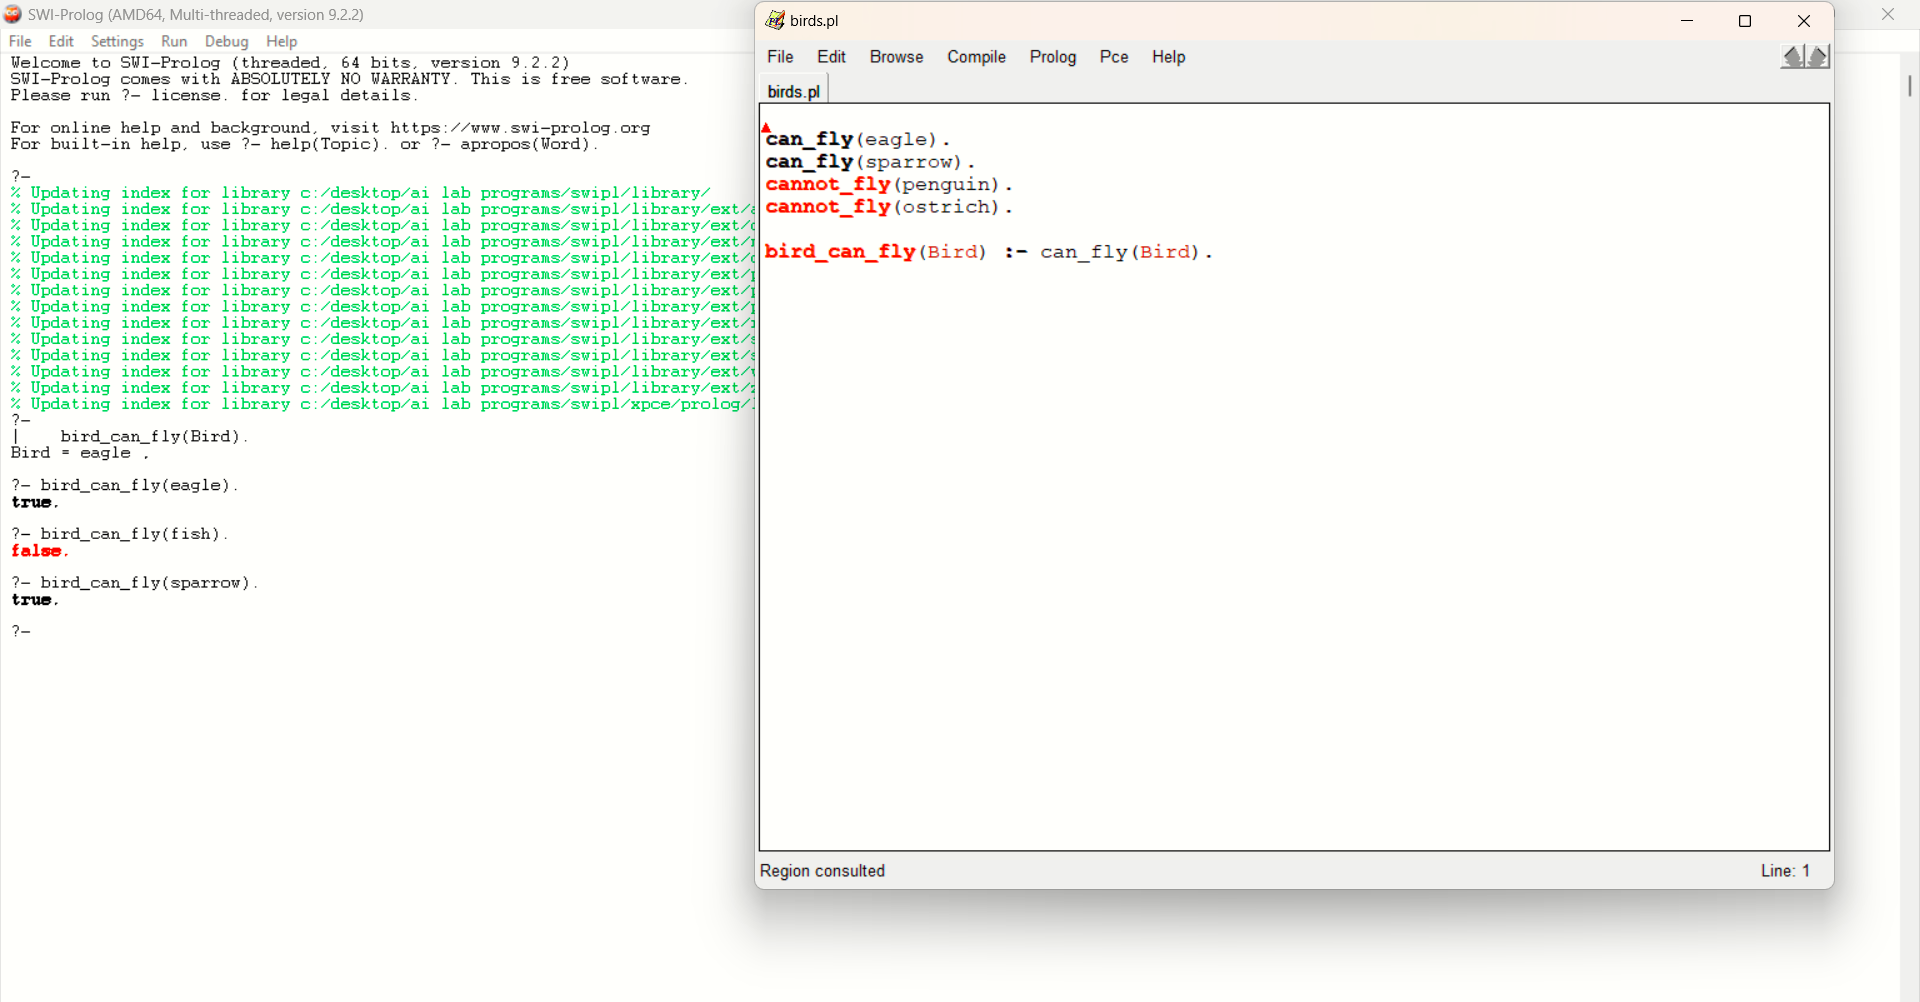 SWI-Prolog (AMD64, Multi-threaded, version 9.2.2)
File Edit Settings Run Debug Help
Welcome to SWI-Prolog (threaded, 64 bits, version 9.2.2)
SWI-Prolog comes with ABSOLUTELY NO WARRANTY. This is free software.
Please run ?- license. for legal details.
For online help and background, visit https://www.swi-prolog.org
For built-in help, use ?- help(Topic). or ?- apropos(Word).
?-
% Updating index for library c:/desktop/ai lab programs/swipl/library/
% Updating index for library c:/desktop/ai lab programs/swipl/library/ext/
% Updating index for library c:/desktop/ai lab programs/swipl/library/ext/
% Updating index for library c:/desktop/ai lab programs/swipl/library/ext/
% Updating index for library c:/desktop/ai lab programs/swipl/library/ext/
% Updating index for library c:/desktop/ai lab programs/swipl/library/ext/
% Updating index for library c:/desktop/ai lab programs/swipl/library/ext/
% Updating index for library c:/desktop/ai lab programs/swipl/library/ext/
% Updating index for library c:/desktop/ai lab programs/swipl/library/ext/
% Updating index for library c:/desktop/ai lab programs/swipl/library/ext/
% Updating index for library c:/desktop/ai lab programs/swipl/library/ext/
% Updating index for library c:/desktop/ai lab programs/swipl/library/ext/
% Updating index for library c:/desktop/ai lab programs/swipl/library/ext/
% Updating index for library c:/desktop/ai lab programs/swipl/xpce/prolog/
?-
| bird_can_fly(Bird).
Bird = eagle .
?- bird_can_fly(eagle).
true.
?- bird_can_fly(fish).
false.
?- bird_can_fly(sparrow).
true.
?-
birds.pl
File Edit Browse Compile Prolog Pce Help
birds.pl
can_fly(eagle).
can_fly(sparrow).
cannot_fly(penguin).
cannot_fly(ostrich).
bird_can_fly(Bird) :- can_fly(Bird).
Region consulted
Line: 1